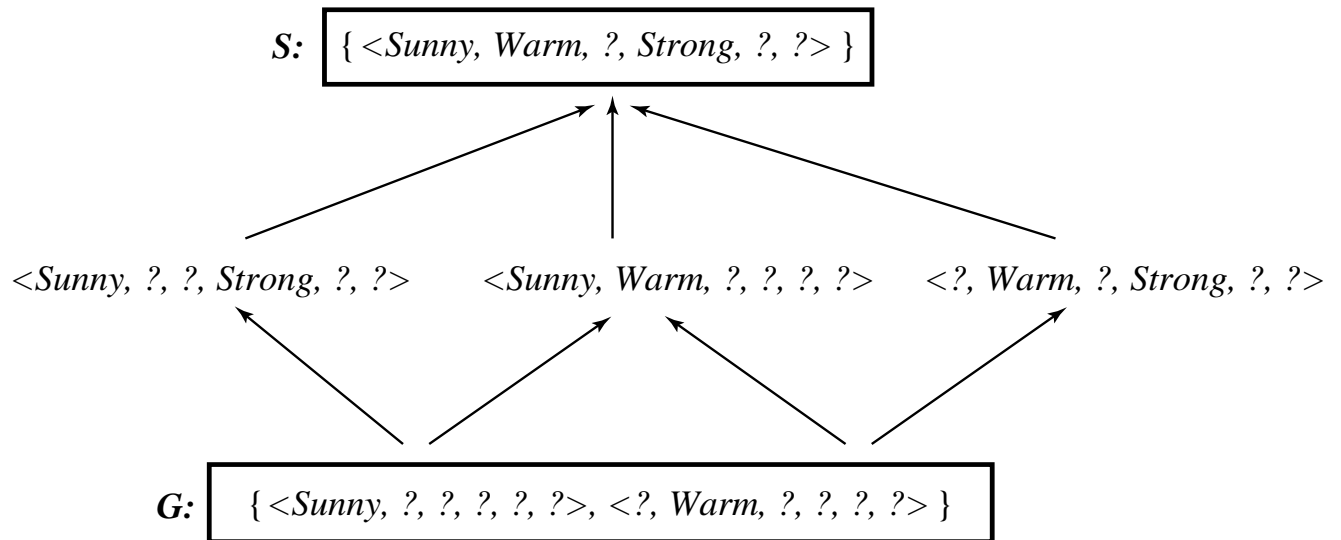 S: { <Sunny, Warm, ?, Strong, ?, ?> }
<Sunny, ?, ?, Strong, ?, ?> <Sunny, Warm, ?, ?, ?, ?> <?, Warm, ?, Strong, ?, ?>
G: { <Sunny, ?, ?, ?, ?, ?>, <?, Warm, ?, ?, ?, ?> }